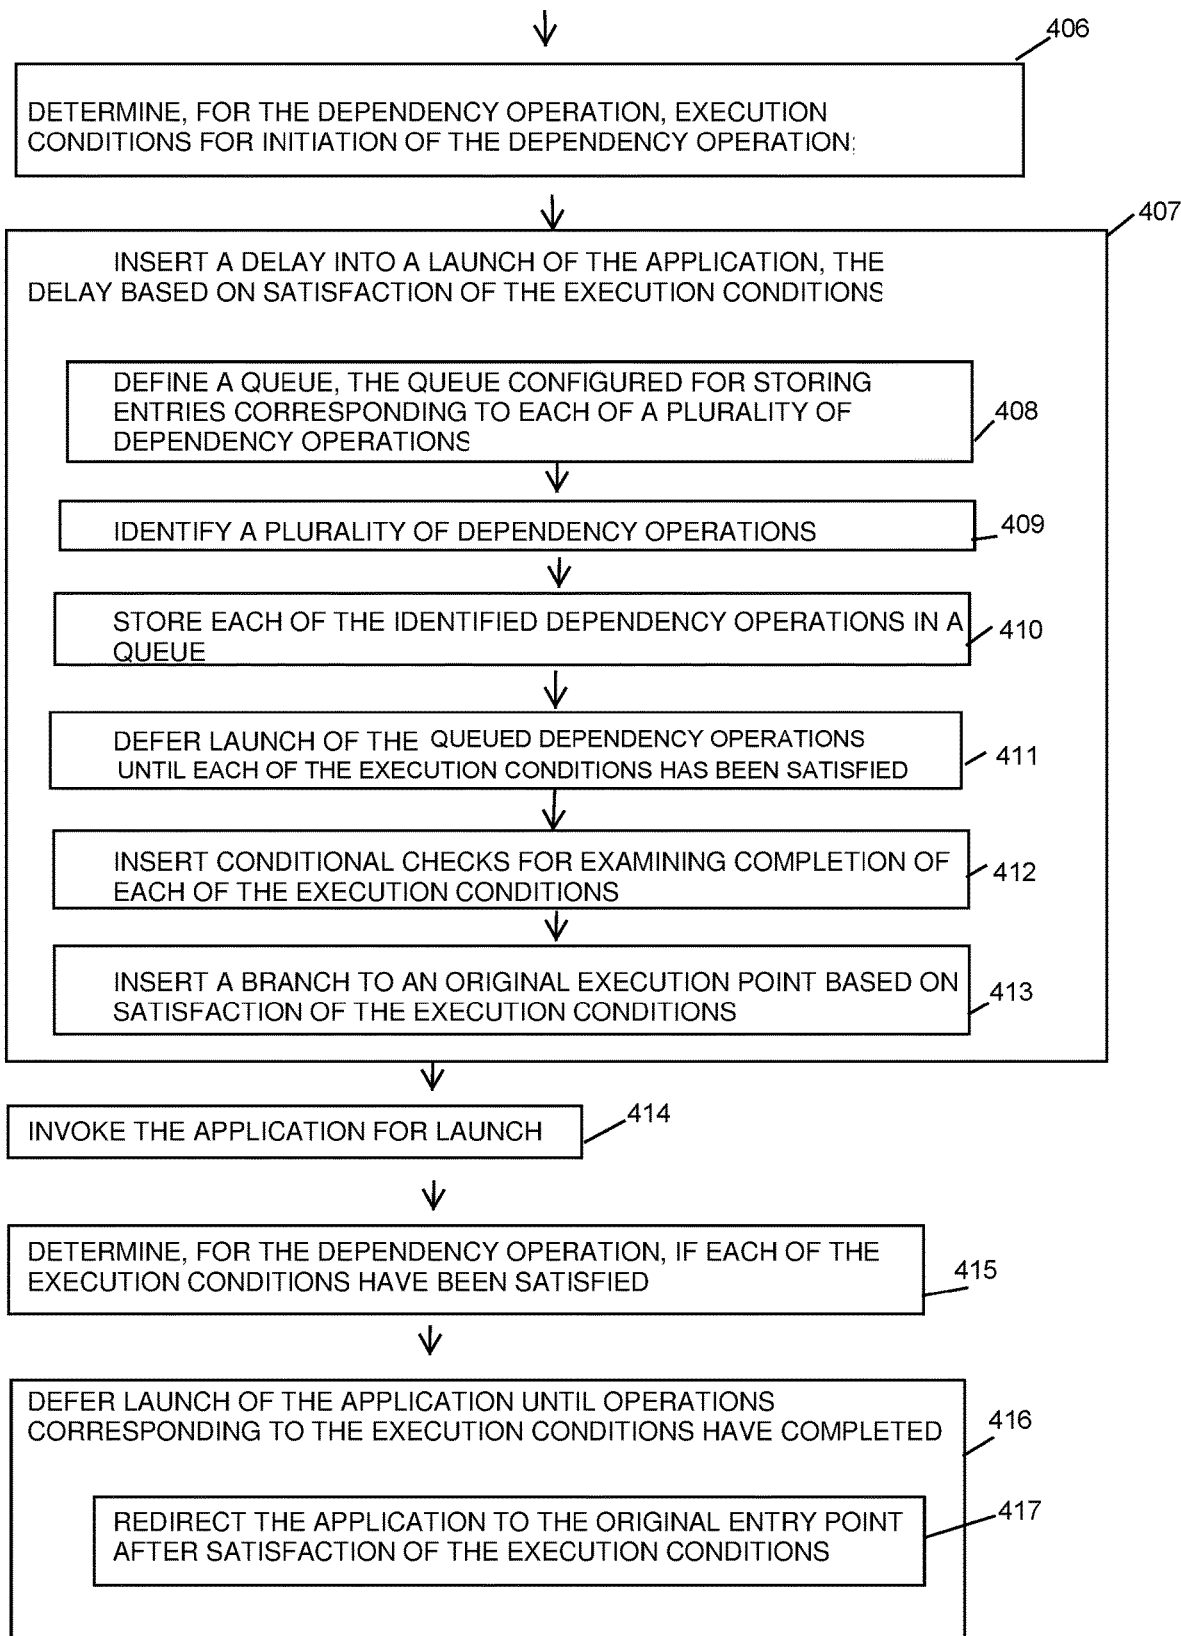 406
DETERMINE, FOR THE DEPENDENCY OPERATION, EXECUTION
CONDITIONS FOR INITIATION OF THE DEPENDENCY OPERATION;
407
INSERT A DELAY INTO A LAUNCH OF THE APPLICATION, THE
DELAY BASED ON SATISFACTION OF THE EXECUTION CONDITIONS
DEFINE A QUEUE, THE QUEUE CONFIGURED FOR STORING
ENTRIES CORRESPONDING TO EACH OF A PLURALITY OF
DEPENDENCY OPERATIONS
408
IDENTIFY A PLURALITY OF DEPENDENCY OPERATIONS
409
STORE EACH OF THE IDENTIFIED DEPENDENCY OPERATIONS IN A
QUEUE
410
DEFER LAUNCH OF THE QUEUED DEPENDENCY OPERATIONS
UNTIL EACH OF THE EXECUTION CONDITIONS HAS BEEN SATISFIED
411
INSERT CONDITIONAL CHECKS FOR EXAMINING COMPLETION OF
EACH OF THE EXECUTION CONDITIONS
412
INSERT A BRANCH TO AN ORIGINAL EXECUTION POINT BASED ON
SATISFACTION OF THE EXECUTION CONDITIONS
413
INVOKE THE APPLICATION FOR LAUNCH
414
DETERMINE, FOR THE DEPENDENCY OPERATION, IF EACH OF THE
EXECUTION CONDITIONS HAVE BEEN SATISFIED
415
DEFER LAUNCH OF THE APPLICATION UNTIL OPERATIONS
CORRESPONDING TO THE EXECUTION CONDITIONS HAVE COMPLETED
416
REDIRECT THE APPLICATION TO THE ORIGINAL ENTRY POINT
AFTER SATISFACTION OF THE EXECUTION CONDITIONS
417